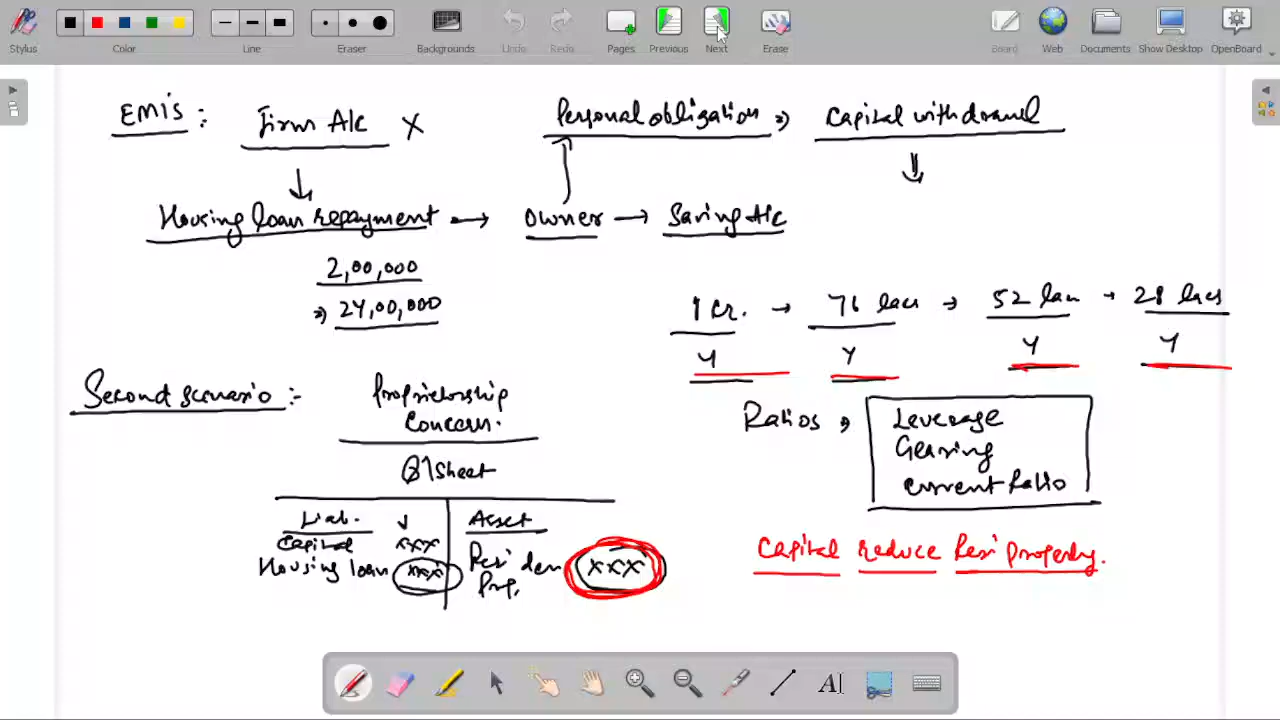 Stylus Color Line Eraser Backgrounds Undo Redo Pages Previous Next Erase Board Web Documents Show Desktop OpenBoard
EMIs : Firm A/c X Personal obligation => Capital withdrawal
Housing loan repayment → owner → Saving A/c
2,00,000
=> 24,00,000
1 Cr. → 76 lacs → 52 lacs → 28 lacs
Y Y Y Y
Second scenario :-
Proprietorship
Concern.
B/Sheet
Liab. Asset
Capital xxx
Housing loan xxx
Resi den xxx
Prop.
Ratios =>
Leverage
Gearing
Current Ratio
Capital reduce Resi property.
A